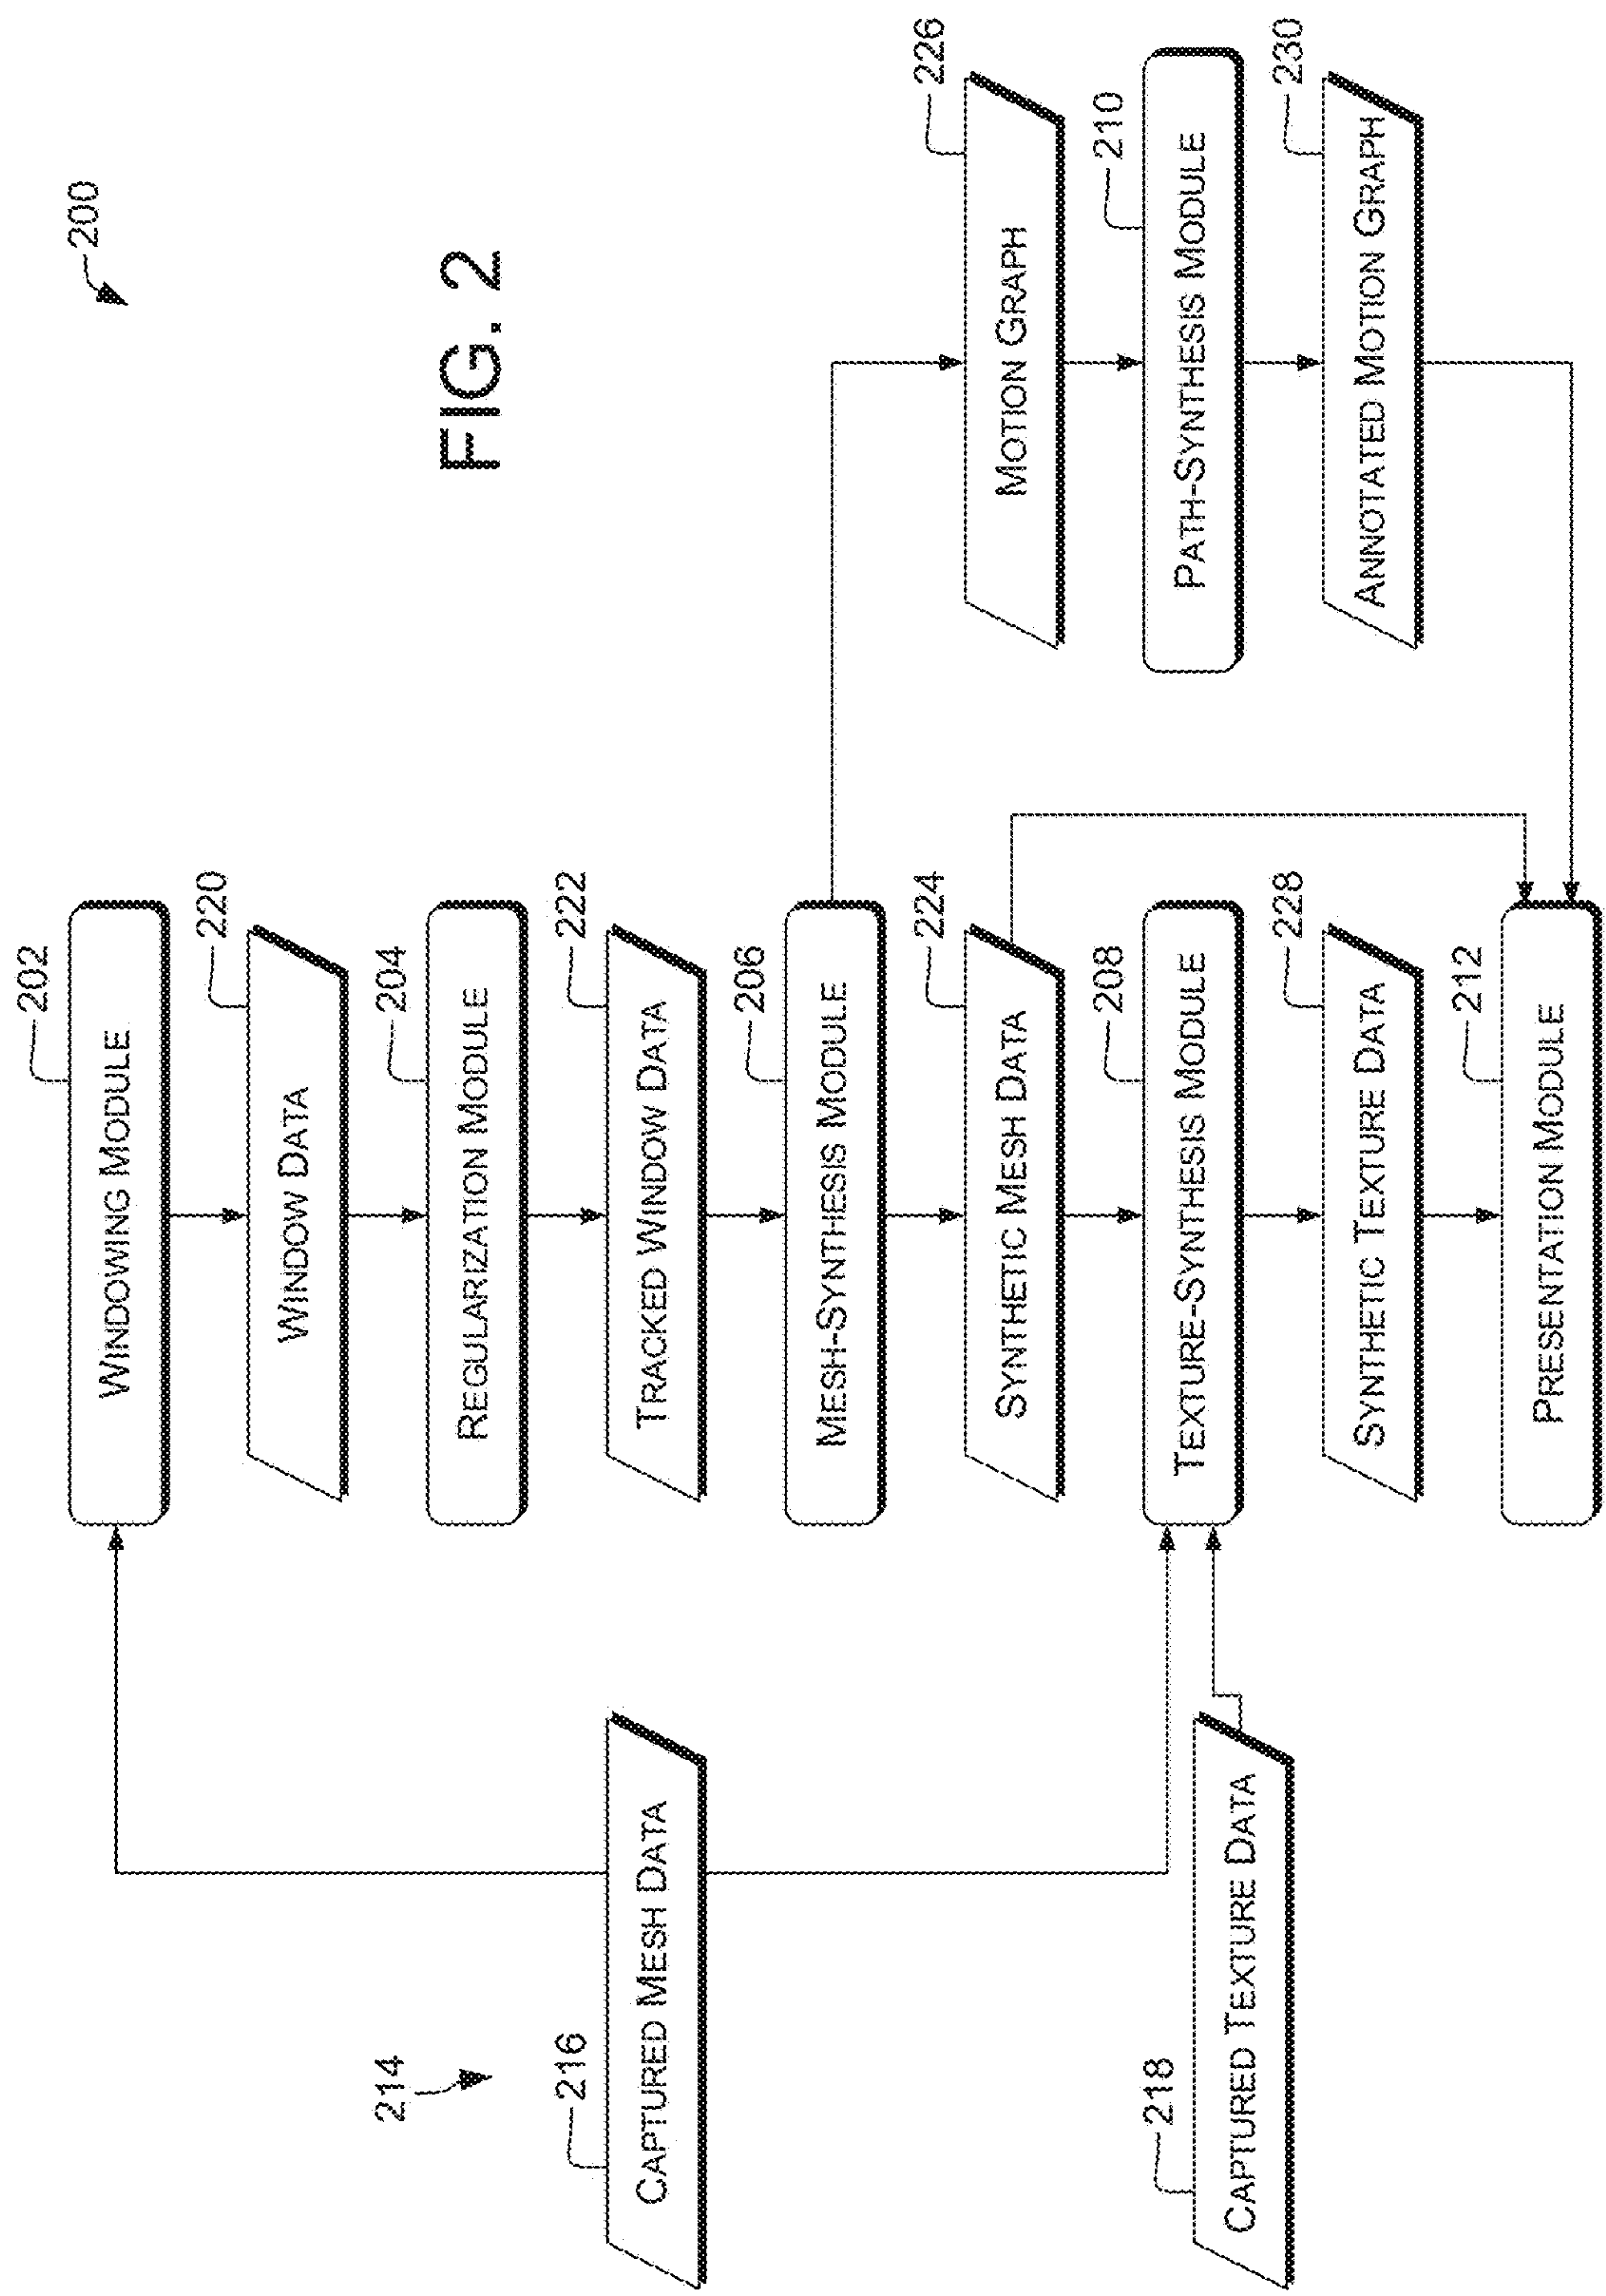 200
FIG. 2
214
216
CAPTURED MESH DATA
218
CAPTURED TEXTURE DATA
202
WINDOWING MODULE
220
WINDOW DATA
204
REGULARIZATION MODULE
222
TRACKED WINDOW DATA
206
MESH-SYNTHESIS MODULE
224
SYNTHETIC MESH DATA
208
TEXTURE-SYNTHESIS MODULE
228
SYNTHETIC TEXTURE DATA
212
PRESENTATION MODULE
226
MOTION GRAPH
210
PATH-SYNTHESIS MODULE
230
ANNOTATED MOTION GRAPH